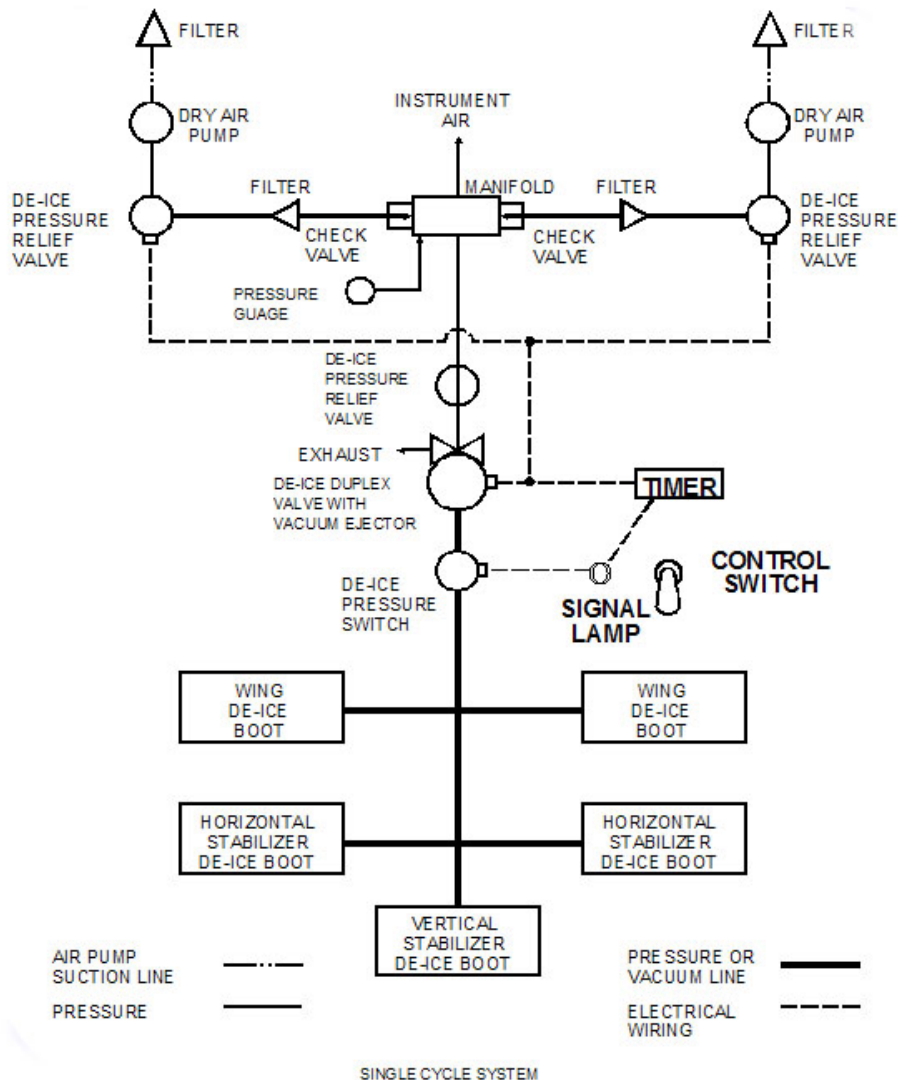 FILTER
FILTER
DRY AIR
PUMP
INSTRUMENT
AIR
DRY AIR
PUMP
DE-ICE
PRESSURE
RELIEF
VALVE
FILTER
MANIFOLD
FILTER
DE-ICE
PRESSURE
RELIEF
VALVE
CHECK
VALVE
CHECK
VALVE
PRESSURE
GUAGE
DE-ICE
PRESSURE
RELIEF
VALVE
EXHAUST
DE-ICE DUPLEX
VALVE WITH
VACUUM EJECTOR
TIMER
CONTROL
SWITCH
DE-ICE
PRESSURE
SWITCH
SIGNAL
LAMP
WING
DE-ICE
BOOT
WING
DE-ICE
BOOT
HORIZONTAL
STABILIZER
DE-ICE BOOT
HORIZONTAL
STABILIZER
DE-ICE BOOT
VERTICAL
STABILIZER
DE-ICE BOOT
AIR PUMP
SUCTION LINE
PRESSURE
PRESSURE OR
VACUUM LINE
ELECTRICAL
WIRING
SINGLE CYCLE SYSTEM